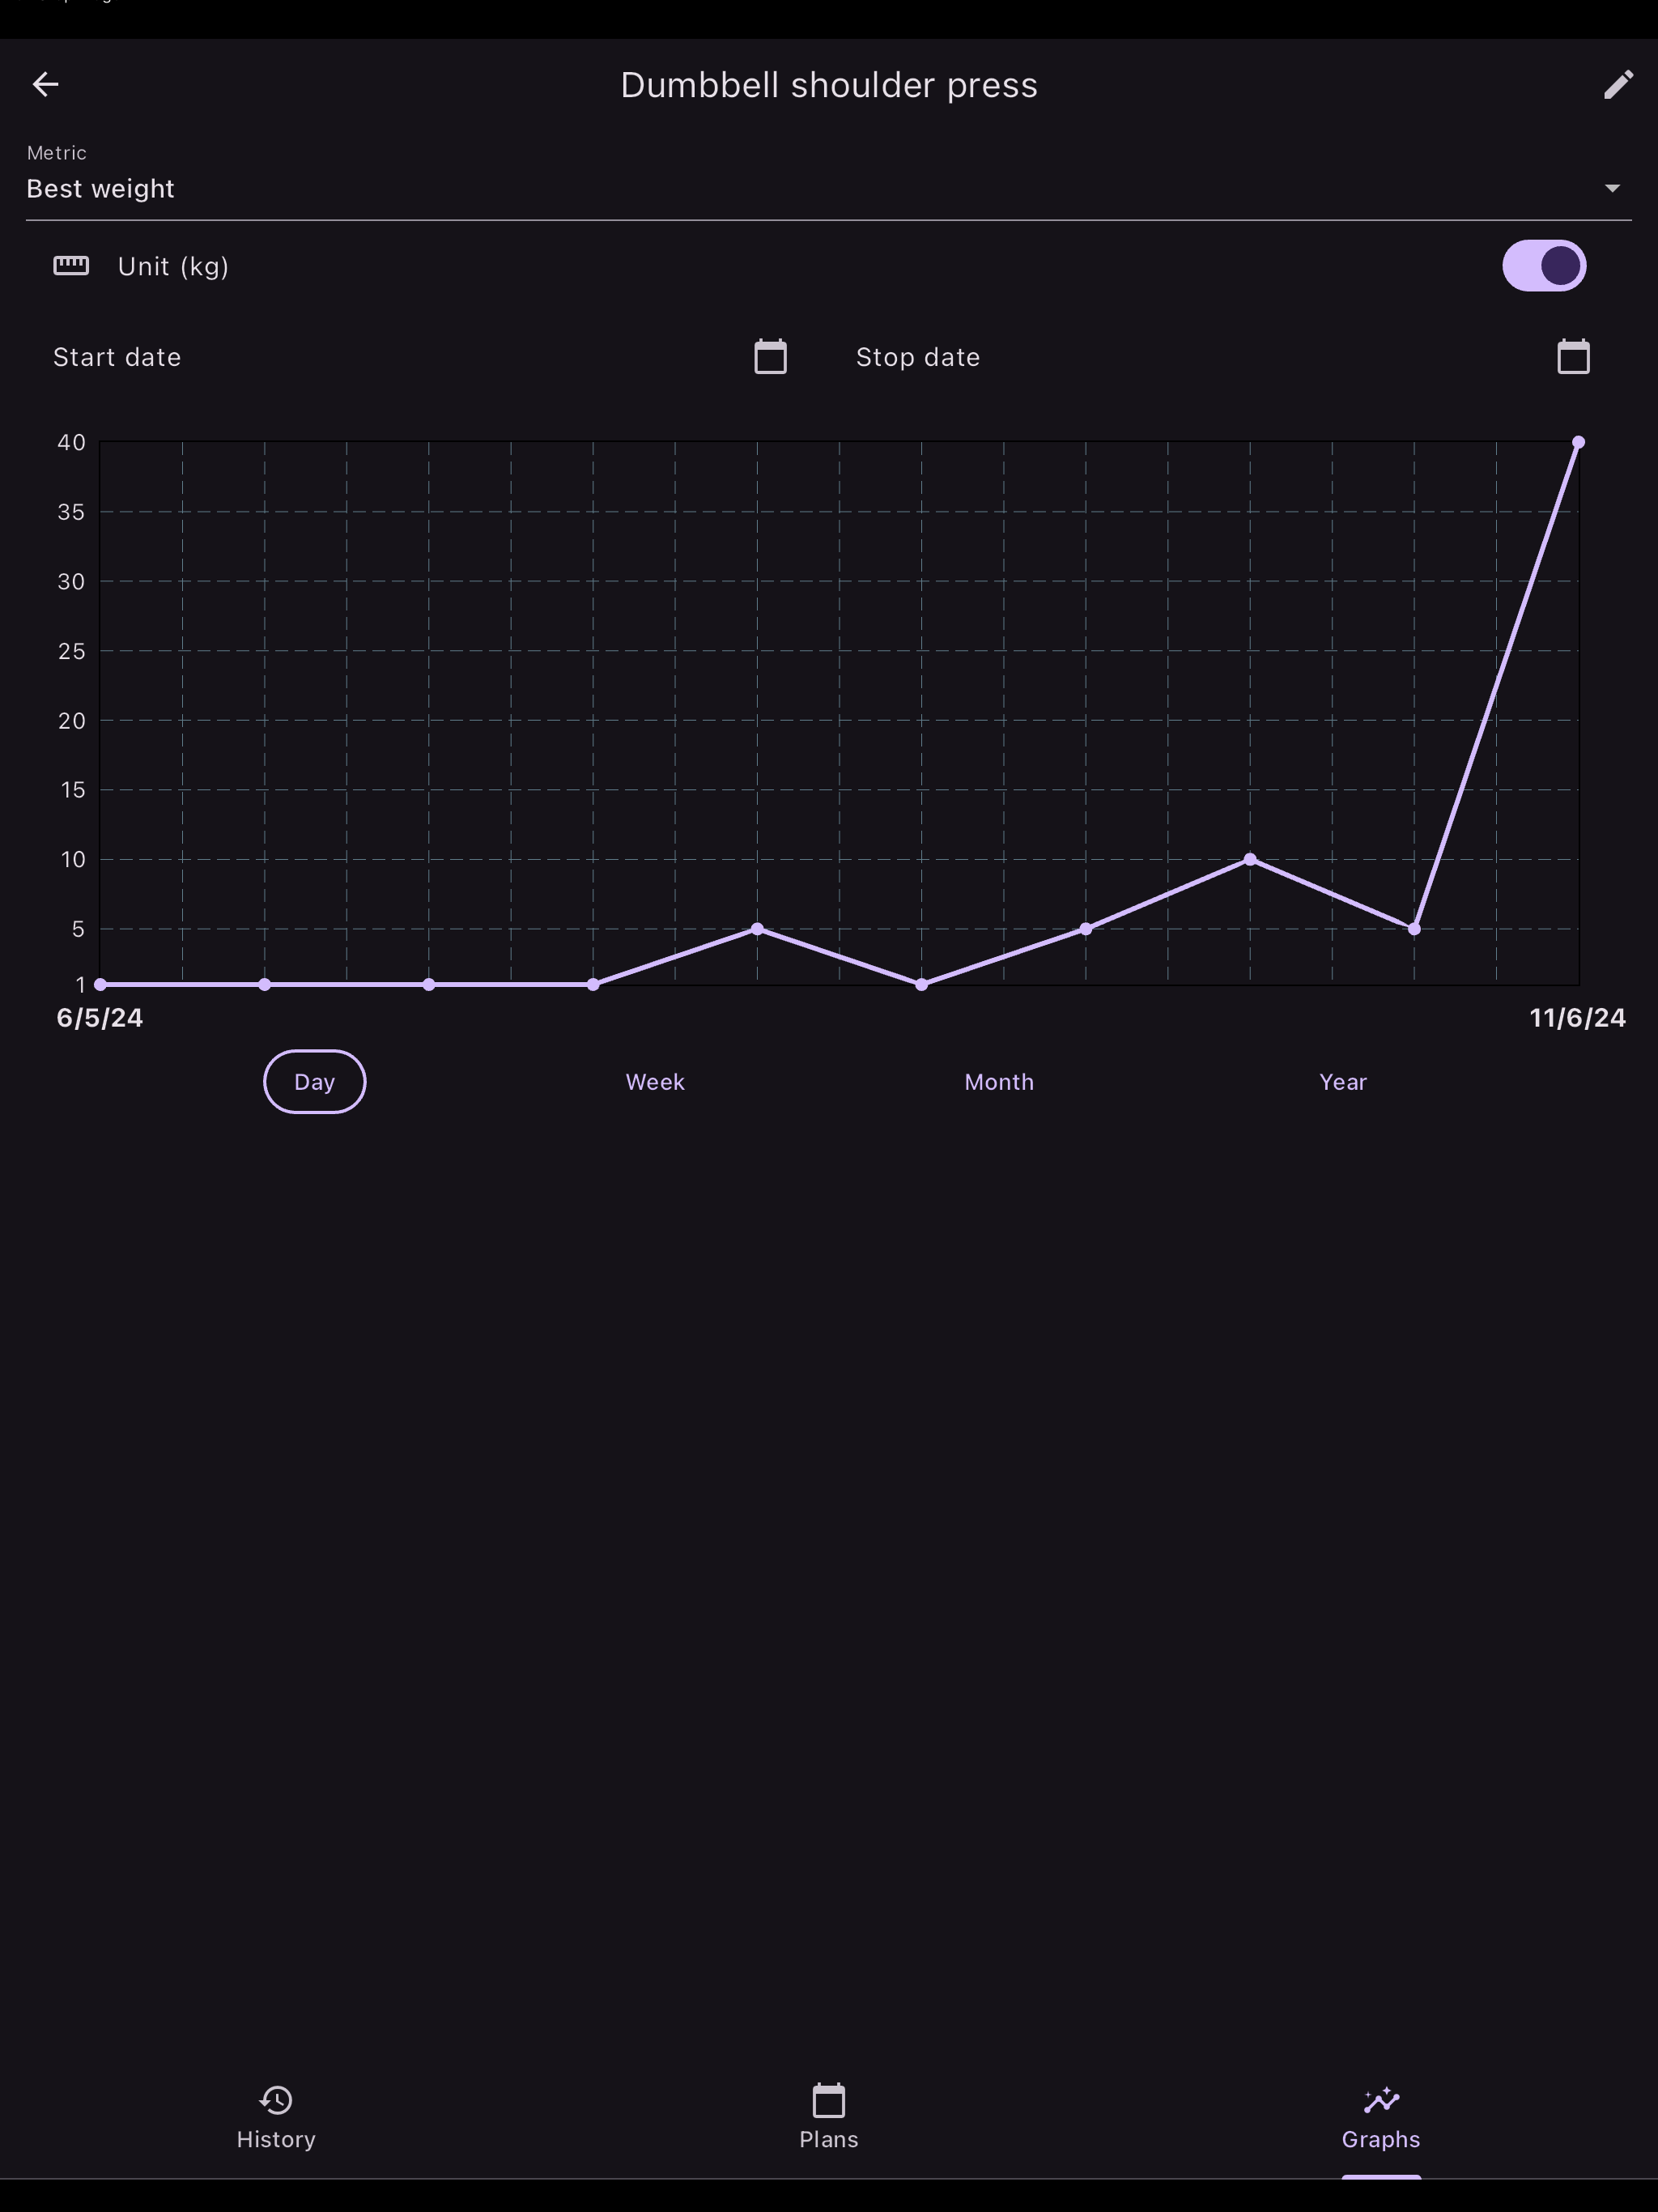 Dumbbell shoulder press
Metric
Best weight
Unit (kg)
Start date Stop date
40
35
30
25
20
15
10
5
1
6/5/24 11/6/24
Day Week Month Year
History Plans Graphs